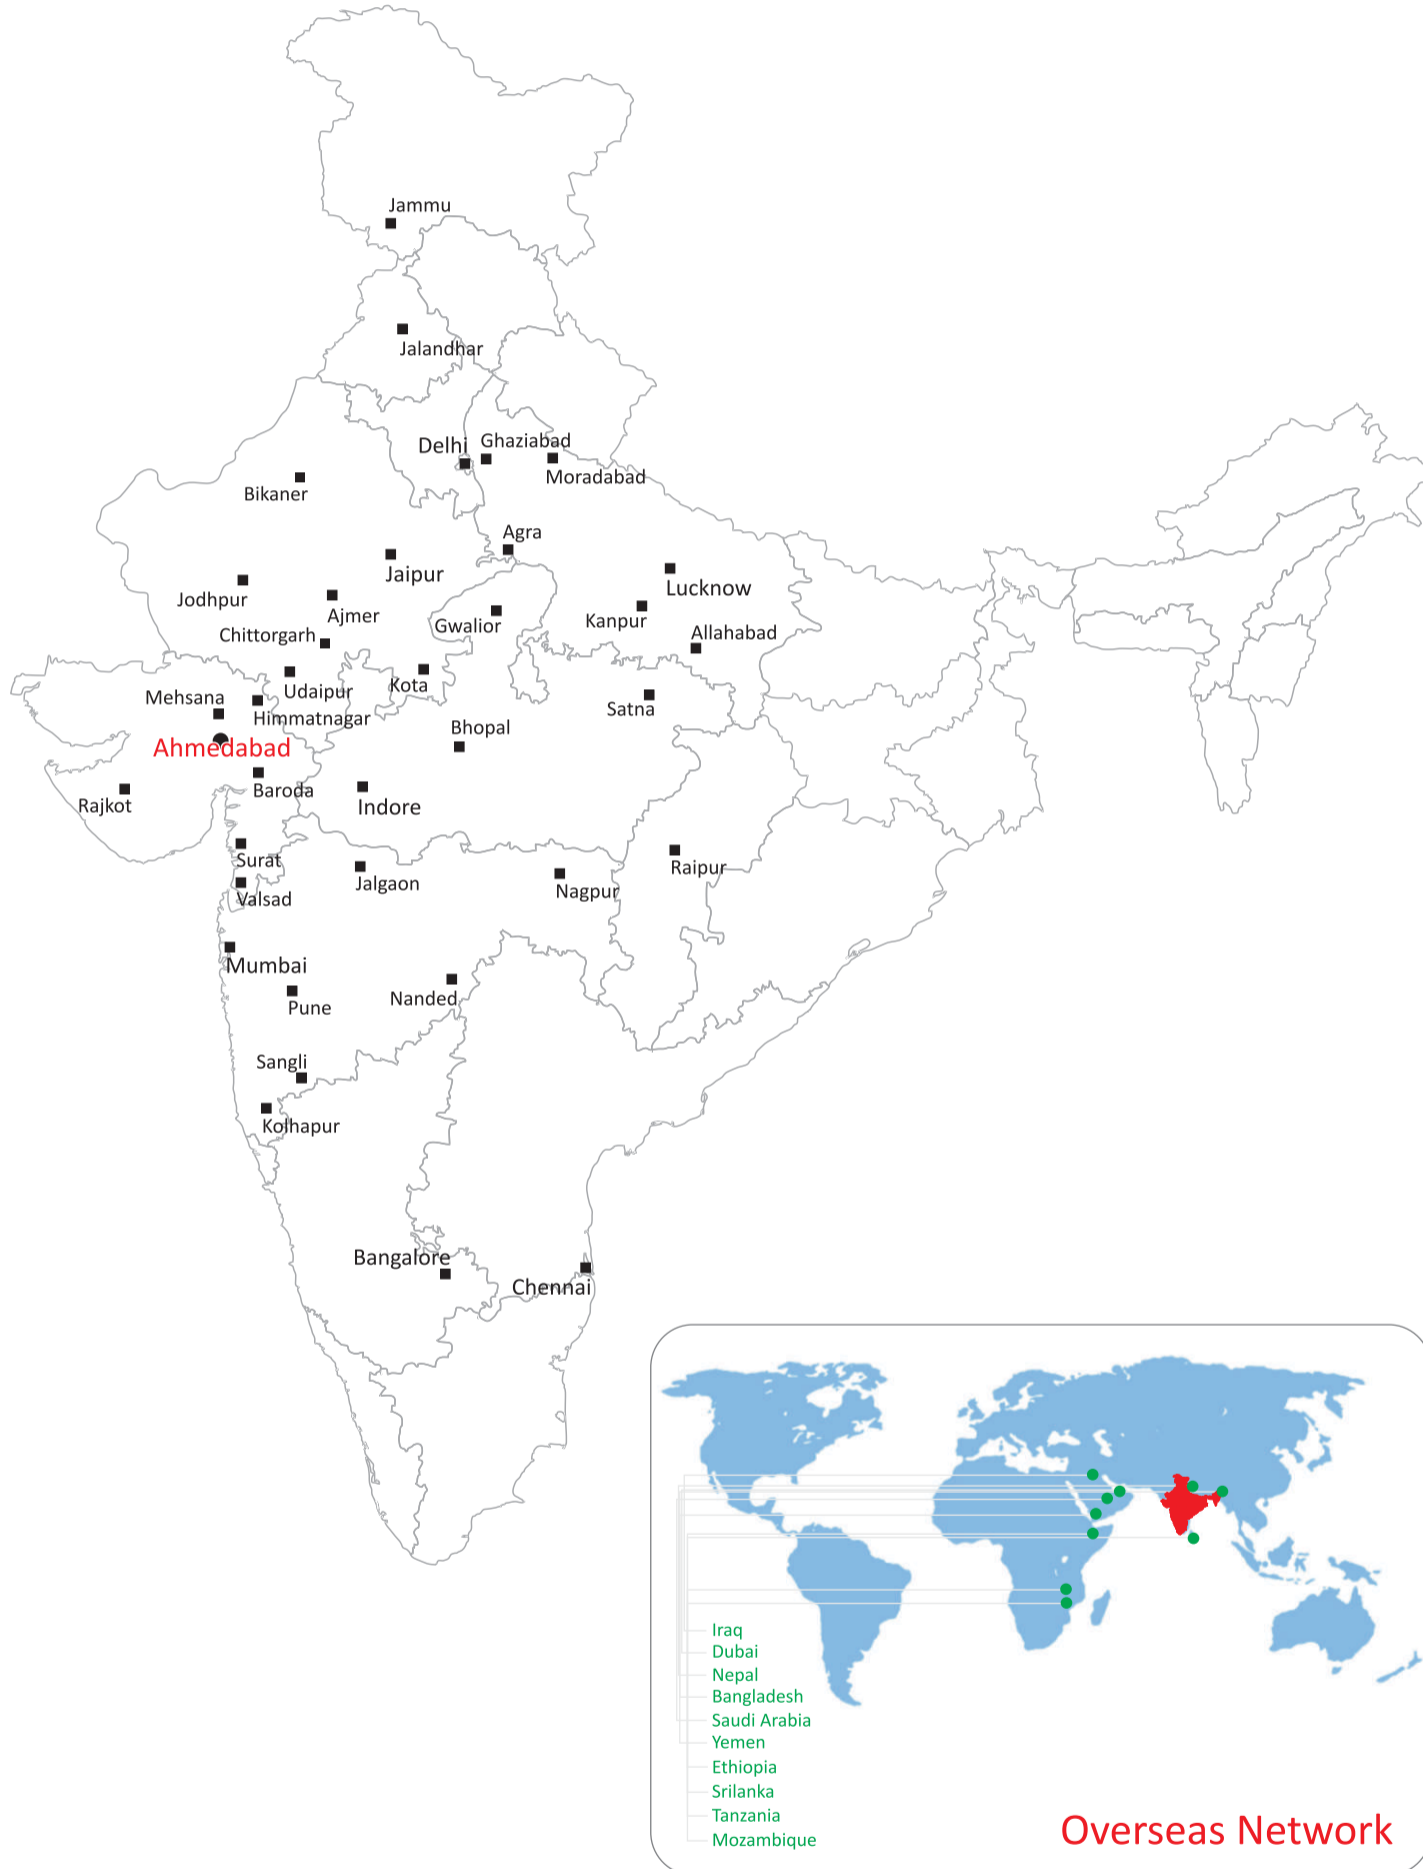 Jammu
Jalandhar
Delhi
Ghaziabad
Moradabad
Bikaner
Agra
Jaipur
Lucknow
Jodhpur
Ajmer
Gwalior
Kanpur
Chittorgarh
Allahabad
Udaipur
Kota
Mehsana
Himmatnagar
Satna
Bhopal
Ahmedabad
Baroda
Rajkot
Indore
Surat
Jalgaon
Nagpur
Raipur
Valsad
Mumbai
Pune
Nanded
Sangli
Kolhapur
Bangalore
Chennai
Iraq
Dubai
Nepal
Bangladesh
Saudi Arabia
Yemen
Ethiopia
Srilanka
Tanzania
Mozambique
Overseas Network